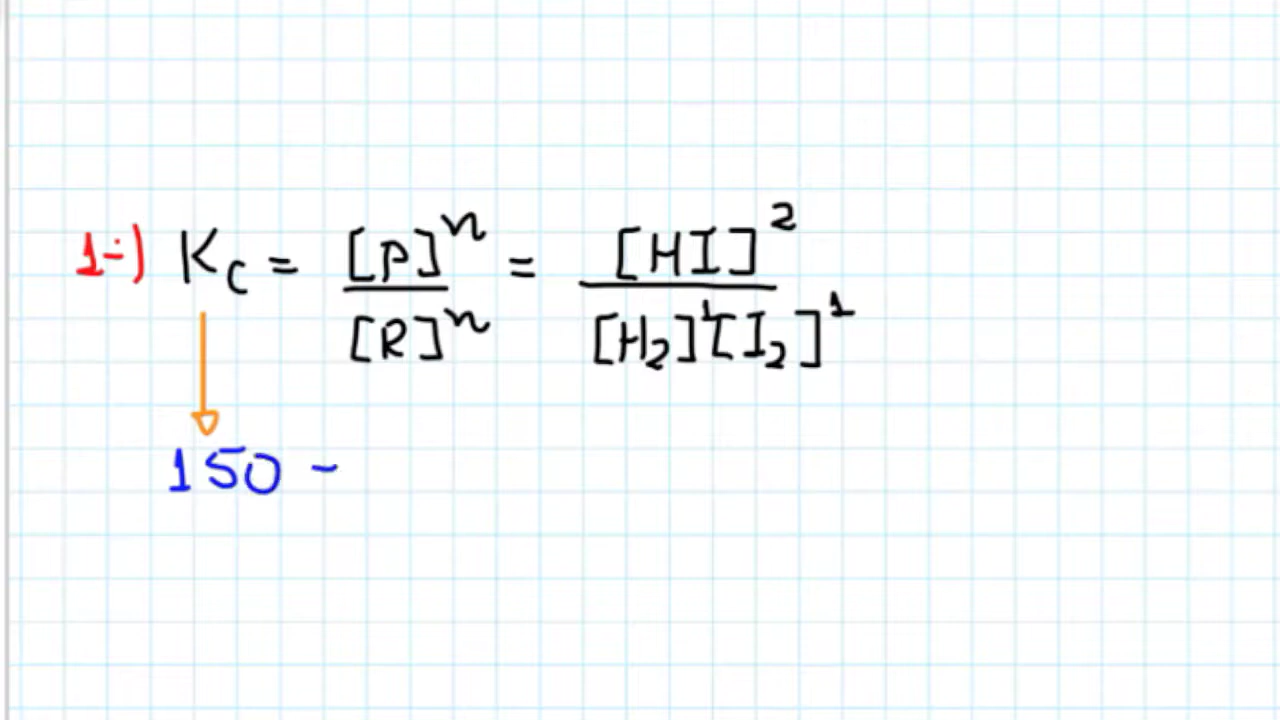 1-) Kc = [P]^n / [R]^n = [HI]^2 / [H₂]^1 [I₂]^1
150 -